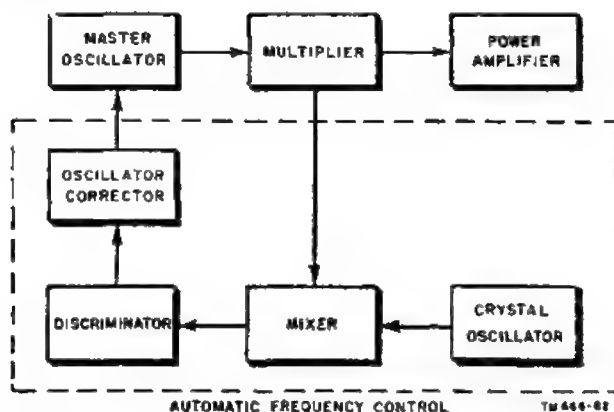 MASTER
OSCILLATOR
MULTIPLIER
POWER
AMPLIFIER
OSCILLATOR
CORRECTOR
DISCRIMINATOR
MIXER
CRYSTAL
OSCILLATOR
AUTOMATIC FREQUENCY CONTROL